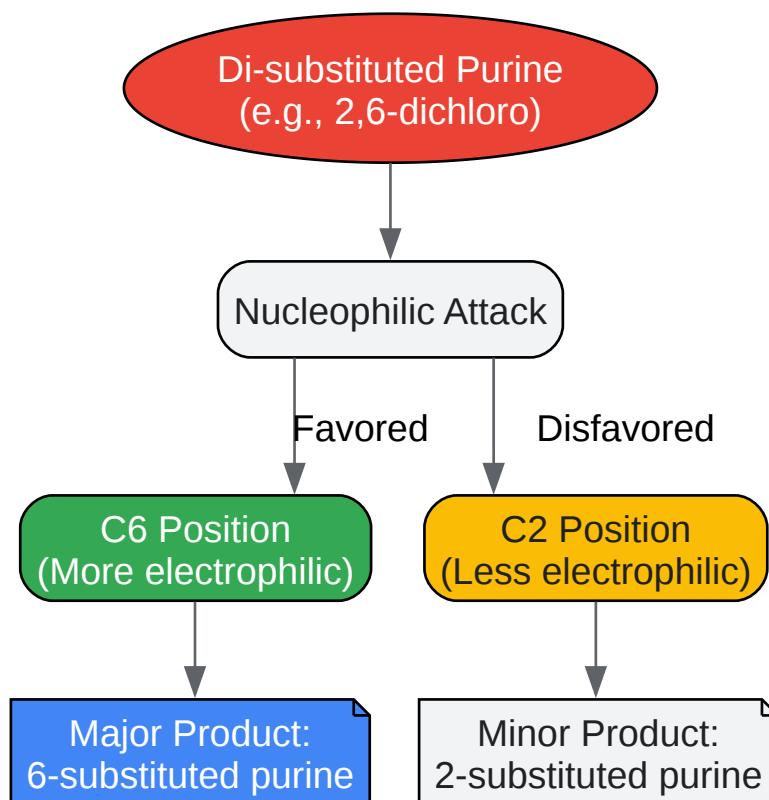 Di-substituted Purine
(e.g., 2,6-dichloro)
Nucleophilic Attack
Favored
Disfavored
C6 Position
(More electrophilic)
C2 Position
(Less electrophilic)
Major Product:
6-substituted purine
Minor Product:
2-substituted purine